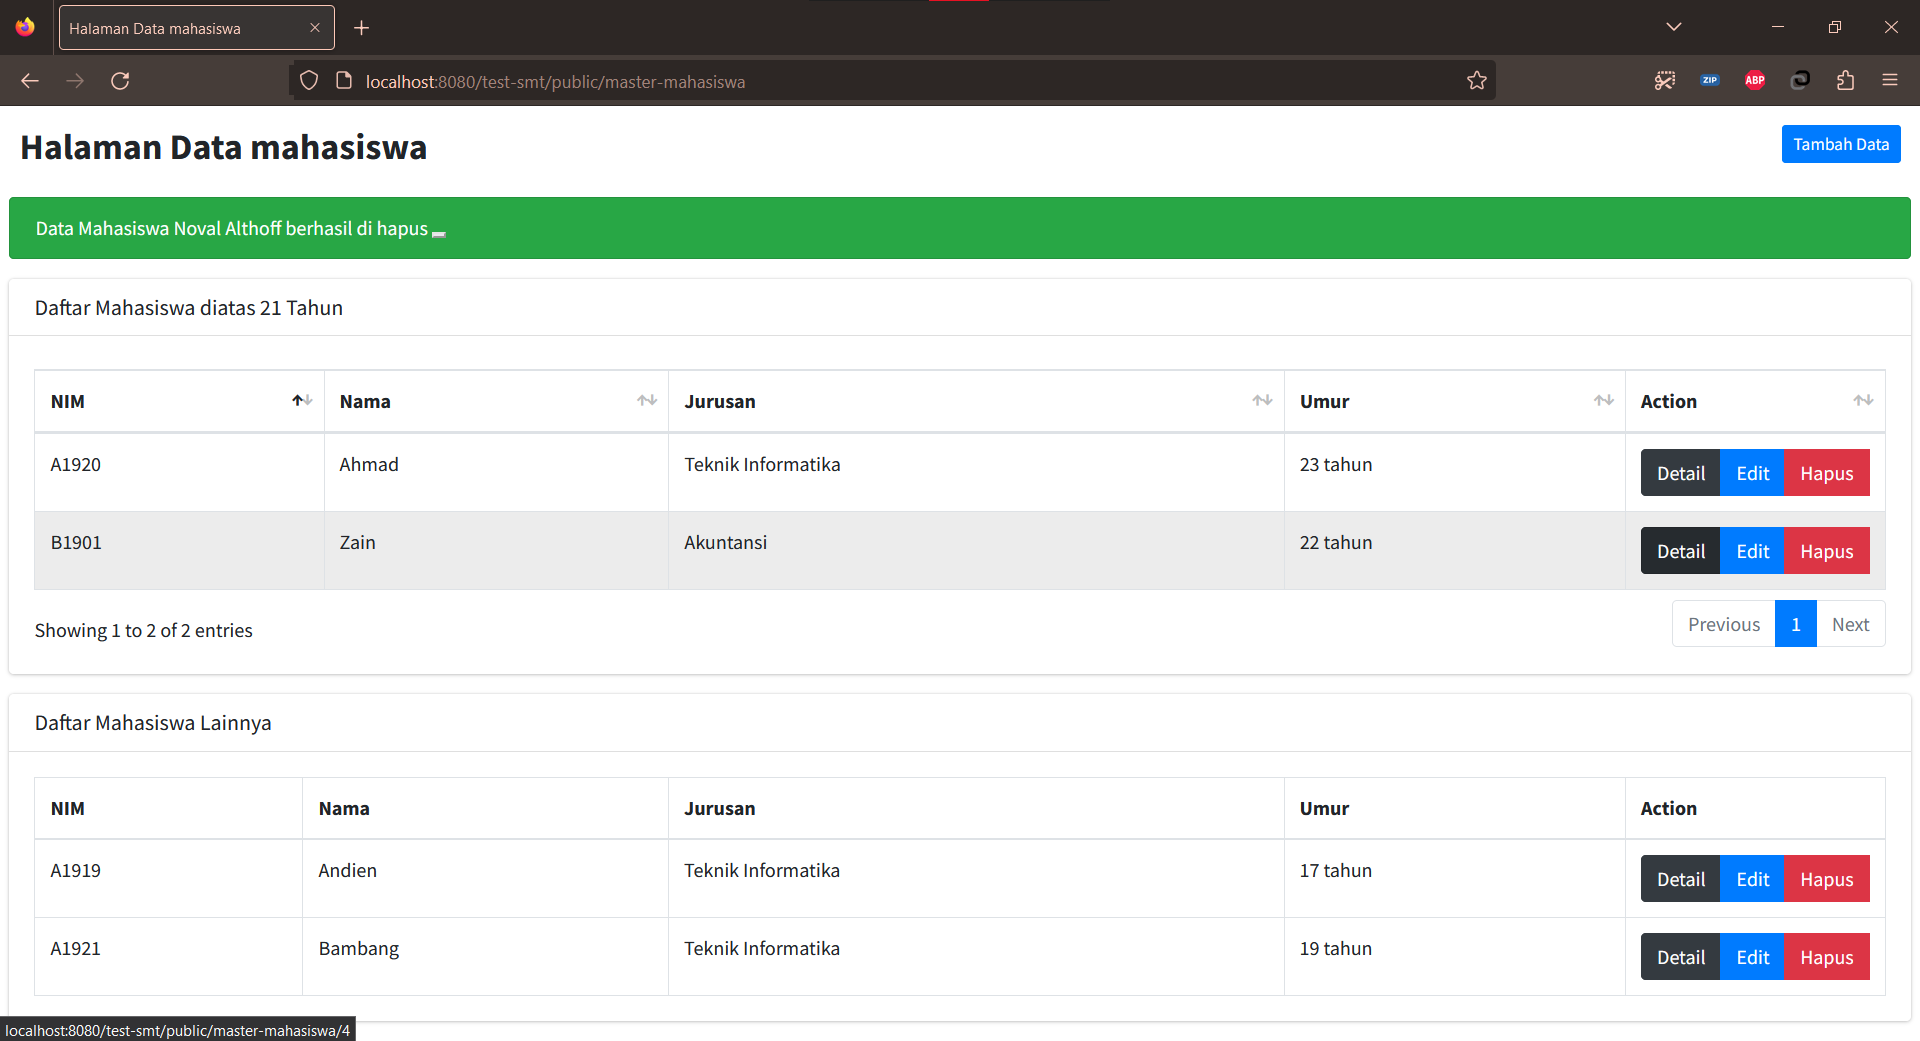 Halaman Data mahasiswa
localhost:8080/test-smt/public/master-mahasiswa
ZIP
ABP
Halaman Data mahasiswa
Tambah Data
Data Mahasiswa Noval Althoff berhasil di hapus
Daftar Mahasiswa diatas 21 Tahun
NIM Nama Jurusan Umur Action
A1920 Ahmad Teknik Informatika 23 tahun Detail Edit Hapus
B1901 Zain Akuntansi 22 tahun Detail Edit Hapus
Showing 1 to 2 of 2 entries
Previous 1 Next
Daftar Mahasiswa Lainnya
NIM Nama Jurusan Umur Action
A1919 Andien Teknik Informatika 17 tahun Detail Edit Hapus
A1921 Bambang Teknik Informatika 19 tahun Detail Edit Hapus
localhost:8080/test-smt/public/master-mahasiswa/4